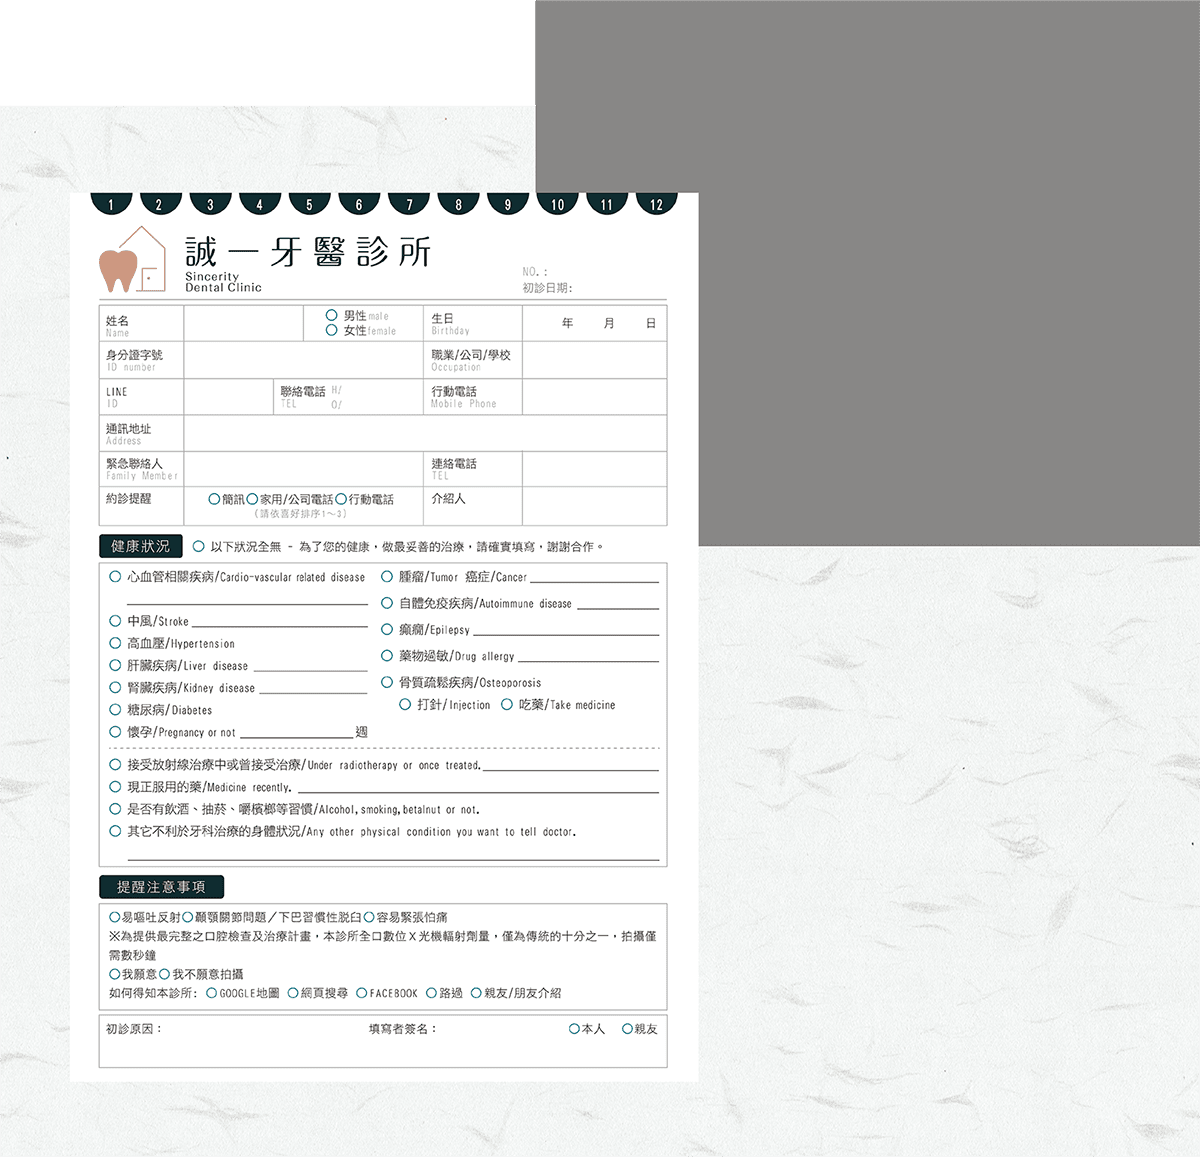 1 2 3 4 5 6 7 8 9 10 11 12
誠一牙醫診所
Sincerity
Dental Clinic
NO.:
初診日期:
姓名 男性male 生日 年 月 日
Name 女性female Birthday
身分證字號 職業/公司/學校
ID number Occupation
LINE 聯絡電話 H/ 行動電話
ID TEL O/ Mobile Phone
通訊地址
Address
緊急聯絡人 連絡電話
Family Member TEL
約診提醒 簡訊 家用/公司電話 行動電話 介紹人
(請依喜好排序1~3)
健康狀況 以下狀況全無 - 為了您的健康，做最妥善的治療，請確實填寫，謝謝合作。
心血管相關疾病/Cardio-vascular related disease
中風/Stroke
高血壓/Hypertension
肝臟疾病/Liver disease
腎臟疾病/Kidney disease
糖尿病/Diabetes
懷孕/Pregnancy or not 週
腫瘤/Tumor 癌症/Cancer
自體免疫疾病/Autoimmune disease
癲癇/Epilepsy
藥物過敏/Drug allergy
骨質疏鬆疾病/Osteoporosis
打針/Injection 吃藥/Take medicine
接受放射線治療中或曾接受治療/Under radiotherapy or once treated.
現正服用的藥/Medicine recently.
是否有飲酒、抽菸、嚼檳榔等習慣/Alcohol,smoking,betalnut or not.
其它不利於牙科治療的身體狀況/Any other physical condition you want to tell doctor.
提醒注意事項
易嘔吐反射 顳顎關節問題／下巴習慣性脫臼 容易緊張怕痛
※為提供最完整之口腔檢查及治療計畫，本診所全口數位X光機輻射劑量，僅為傳統的十分之一，拍攝僅
需數秒鐘
我願意 我不願意拍攝
如何得知本診所: GOOGLE地圖 網頁搜尋 FACEBOOK 路過 親友/朋友介紹
初診原因： 填寫者簽名： 本人 親友